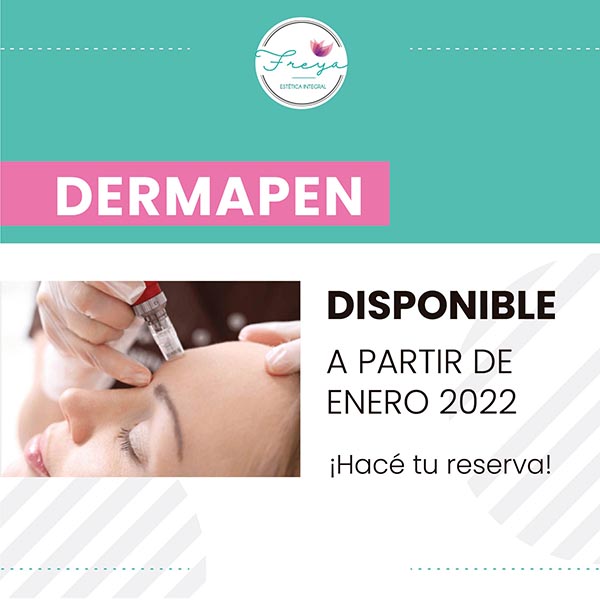 Freya
ESTÉTICA INTEGRAL
DERMAPEN
DISPONIBLE
A PARTIR DE
ENERO 2022
¡Hacé tu reserva!